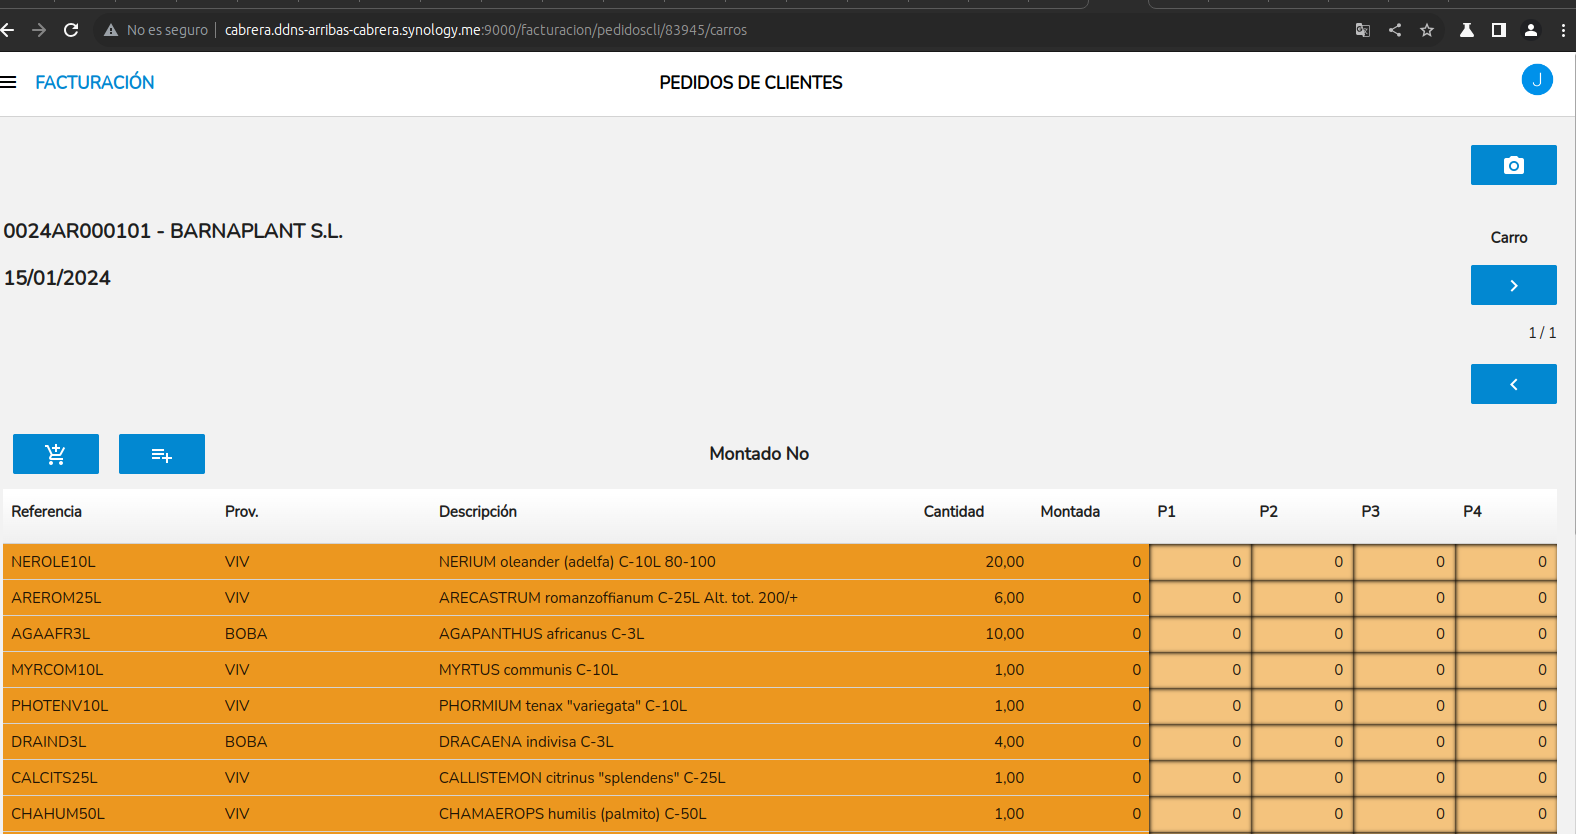 No es seguro cabrera.ddns-arribas-cabrera.synology.me:9000/facturacion/pedidoscli/83945/carros
FACTURACIÓN PEDIDOS DE CLIENTES J
0024AR000101 - BARNAPLANT S.L.
Carro
15/01/2024
1 / 1
Montado No
Referencia Prov. Descripción Cantidad Montada P1 P2 P3 P4
NEROLE10L VIV NERIUM oleander (adelfa) C-10L 80-100 20,00 0 0 0 0 0
AREROM25L VIV ARECASTRUM romanzoffianum C-25L Alt. tot. 200/+ 6,00 0 0 0 0 0
AGAAFR3L BOBA AGAPANTHUS africanus C-3L 10,00 0 0 0 0 0
MYRCOM10L VIV MYRTUS communis C-10L 1,00 0 0 0 0 0
PHOTENV10L VIV PHORMIUM tenax "variegata" C-10L 1,00 0 0 0 0 0
DRAIND3L BOBA DRACAENA indivisa C-3L 4,00 0 0 0 0 0
CALCITS25L VIV CALLISTEMON citrinus "splendens" C-25L 1,00 0 0 0 0 0
CHAHUM50L VIV CHAMAEROPS humilis (palmito) C-50L 1,00 0 0 0 0 0